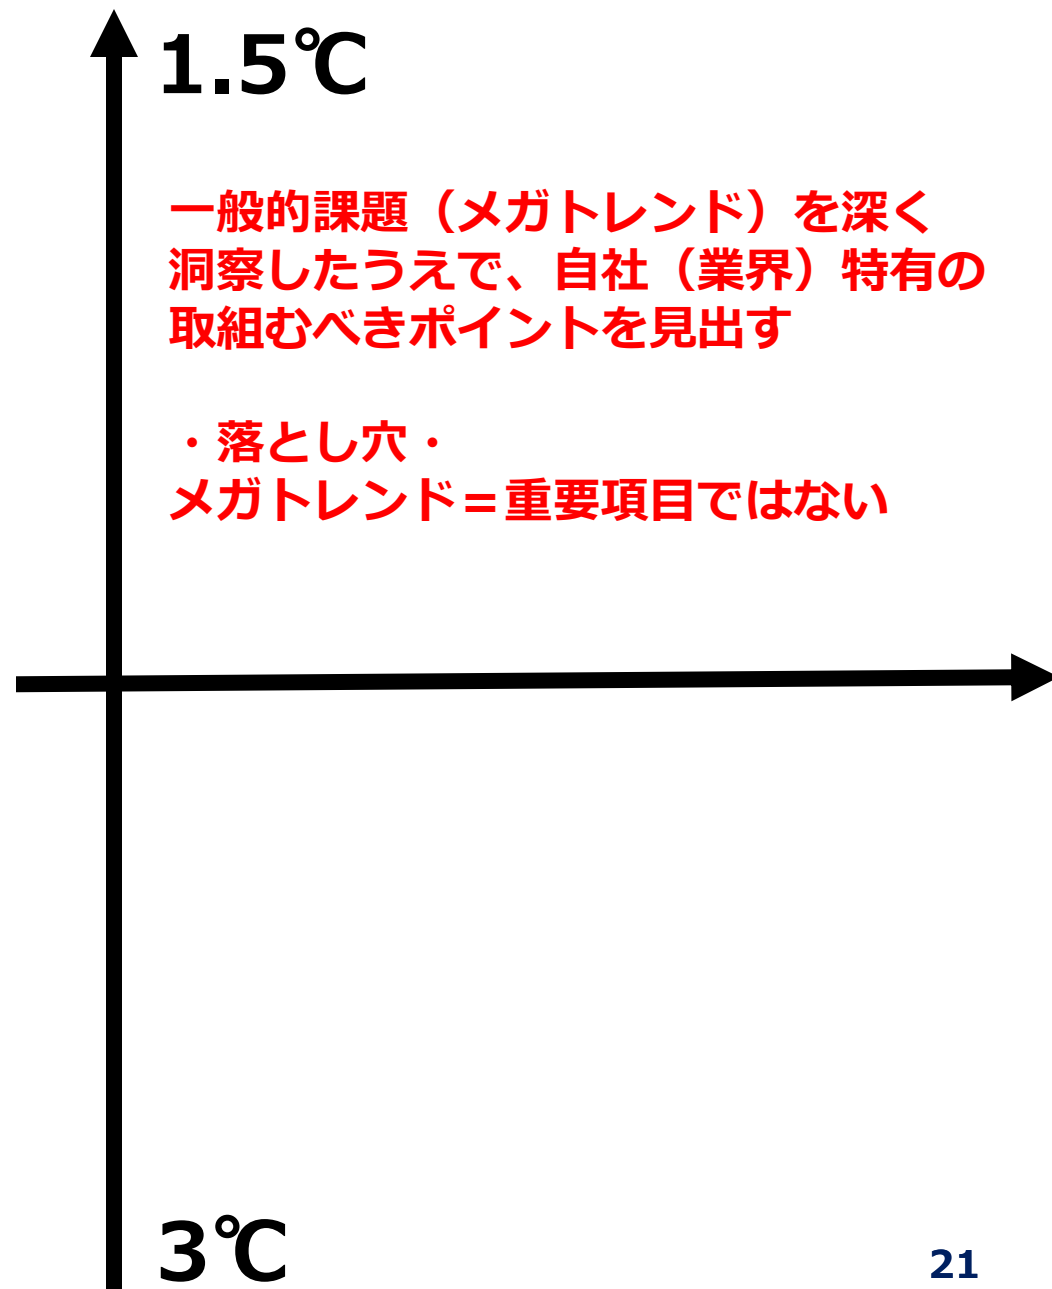 1.5℃
一般的課題（メガトレンド）を深く
洞察したうえで、自社（業界）特有の
取組むべきポイントを見出す
・落とし穴・
メガトレンド＝重要項目ではない
3℃
21